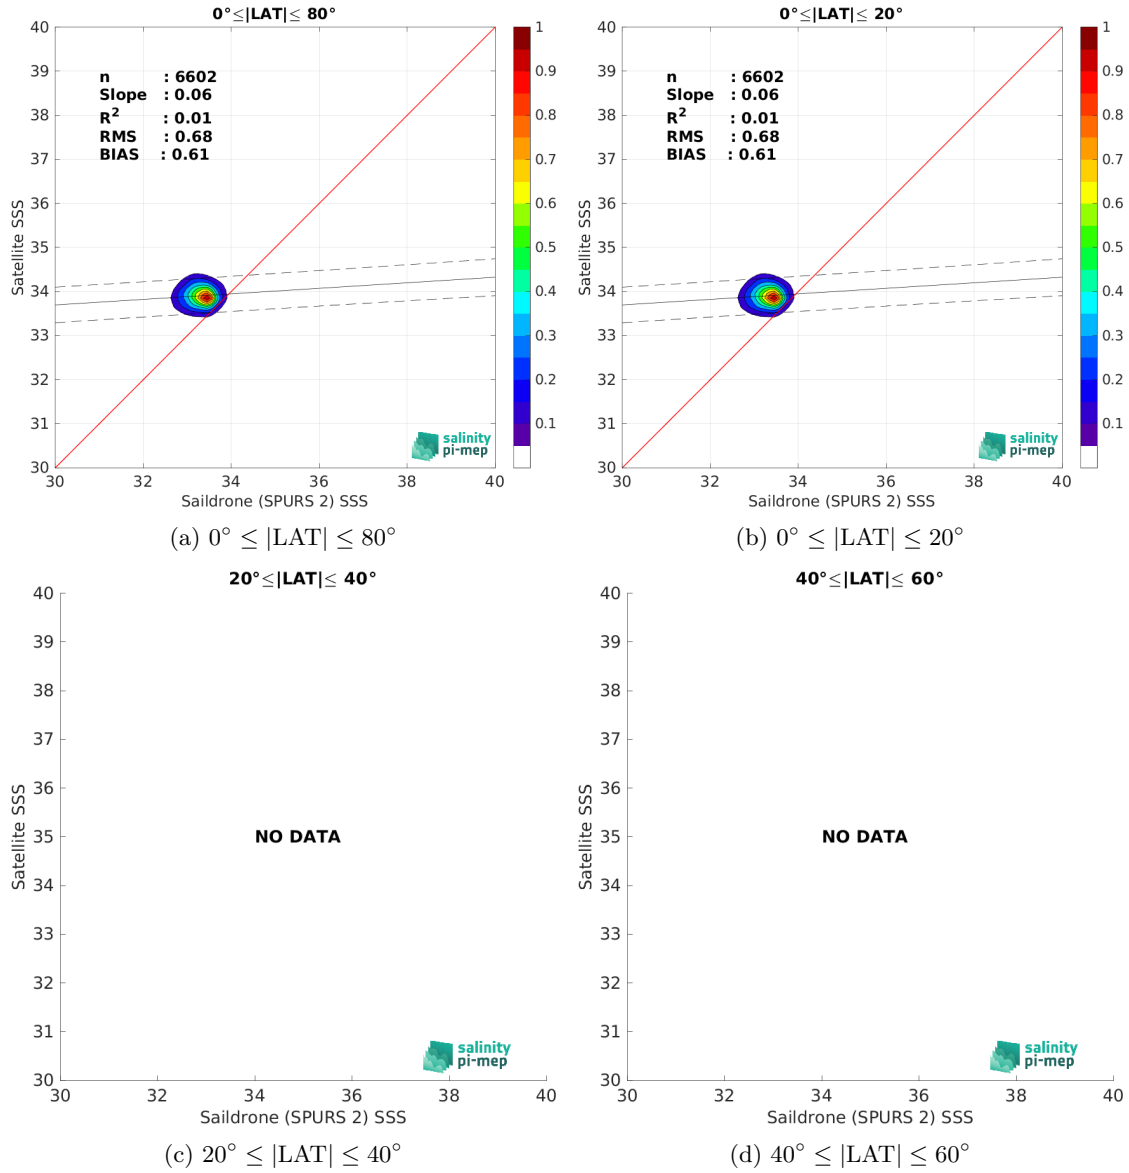 0°≤|LAT|≤ 80°
40
39
38
37
36
35
34
33
32
31
30
Satellite SSS
n : 6602
Slope : 0.06
R² : 0.01
RMS : 0.68
BIAS : 0.61
1
0.9
0.8
0.7
0.6
0.5
0.4
0.3
0.2
0.1
salinity
pi-mep
30 32 34 36 38 40
Saildrone (SPURS 2) SSS
(a) 0° ≤ |LAT| ≤ 80°
0°≤|LAT|≤ 20°
40
39
38
37
36
35
34
33
32
31
30
Satellite SSS
n : 6602
Slope : 0.06
R² : 0.01
RMS : 0.68
BIAS : 0.61
1
0.9
0.8
0.7
0.6
0.5
0.4
0.3
0.2
0.1
salinity
pi-mep
30 32 34 36 38 40
Saildrone (SPURS 2) SSS
(b) 0° ≤ |LAT| ≤ 20°
20°≤|LAT|≤ 40°
40
39
38
37
36
35
34
33
32
31
30
Satellite SSS
NO DATA
salinity
pi-mep
30 32 34 36 38 40
Saildrone (SPURS 2) SSS
(c) 20° ≤ |LAT| ≤ 40°
40°≤|LAT|≤ 60°
40
39
38
37
36
35
34
33
32
31
30
Satellite SSS
NO DATA
salinity
pi-mep
30 32 34 36 38 40
Saildrone (SPURS 2) SSS
(d) 40° ≤ |LAT| ≤ 60°